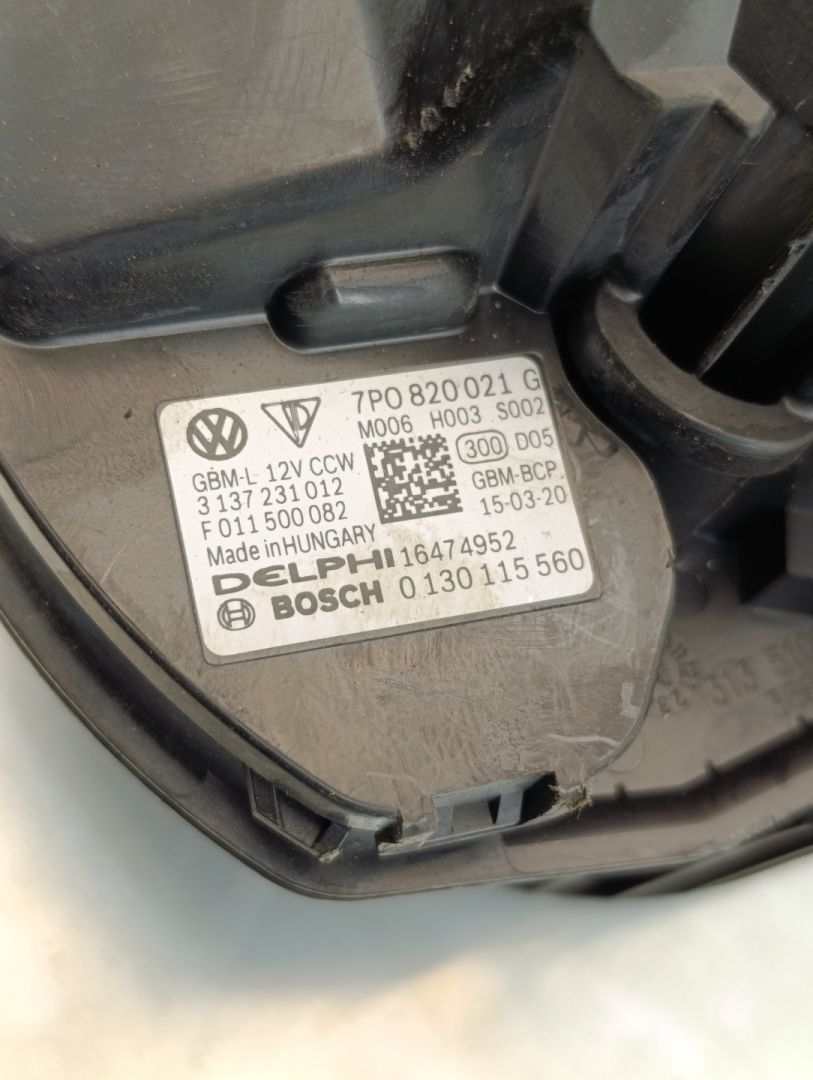 7P0 820 021 G
M006 H003 S002
GBM-L 12V CCW
300 D05
3 137 231 012
GBM-BCP
F 011 500 082
15-03-20
Made in HUNGARY
DELPHI 16474952
BOSCH 0 130 115 560
313